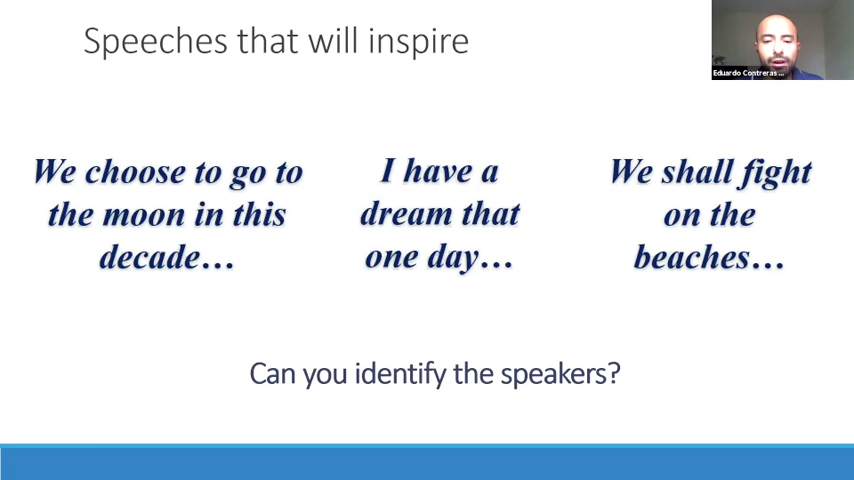 Speeches that will inspire
Eduardo Contreras ...
We choose to go to
the moon in this
decade…
I have a
dream that
one day…
We shall fight
on the
beaches…
Can you identify the speakers?